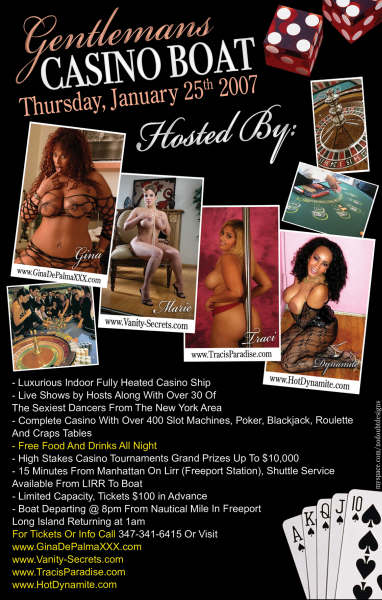 Gentlemans
CASINO BOAT
Thursday, January 25th 2007
Hosted By:
Gina
www.GinaDePalmaXXX.com
Marie
www.Vanity-Secrets.com
Traci
www.TracisParadise.com
Dynamite
www.HotDynamite.com
- Luxurious Indoor Fully Heated Casino Ship
- Live Shows by Hosts Along With Over 30 Of
The Sexiest Dancers From The New York Area
- Complete Casino With Over 400 Slot Machines, Poker, Blackjack, Roulette
And Craps Tables
- Free Food And Drinks All Night
- High Stakes Casino Tournaments Grand Prizes Up To $10,000
- 15 Minutes From Manhattan On Lirr (Freeport Station), Shuttle Service
Available From LIRR To Boat
- Limited Capacity, Tickets $100 in Advance
- Boat Departing @ 8pm From Nautical Mile In Freeport
Long Island Returning at 1am
For Tickets Or Info Call 347-341-6415 Or Visit
www.GinaDePalmaXXX.com
www.Vanity-Secrets.com
www.TracisParadise.com
www.HotDynamite.com
A K Q J 10